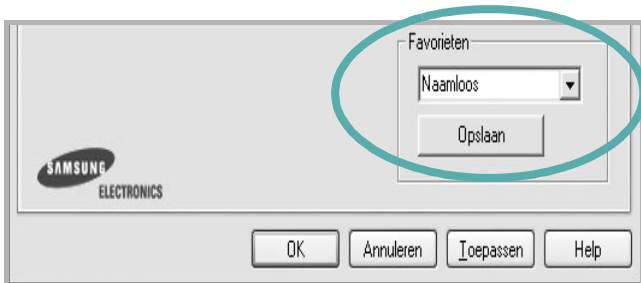 Favorieten
Naamloos
Opslaan
SAMSUNG
ELECTRONICS
OK Annuleren Toepassen Help